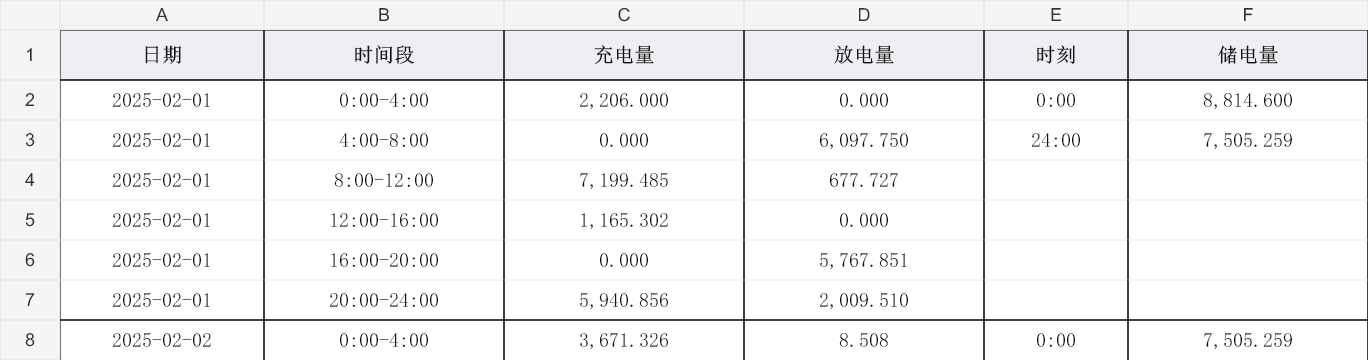 A B C D E F
1 日期 时间段 充电量 放电量 时刻 储电量
2 2025-02-01 0:00-4:00 2,206.000 0.000 0:00 8,814.600
3 2025-02-01 4:00-8:00 0.000 6,097.750 24:00 7,505.259
4 2025-02-01 8:00-12:00 7,199.485 677.727
5 2025-02-01 12:00-16:00 1,165.302 0.000
6 2025-02-01 16:00-20:00 0.000 5,767.851
7 2025-02-01 20:00-24:00 5,940.856 2,009.510
8 2025-02-02 0:00-4:00 3,671.326 8.508 0:00 7,505.259